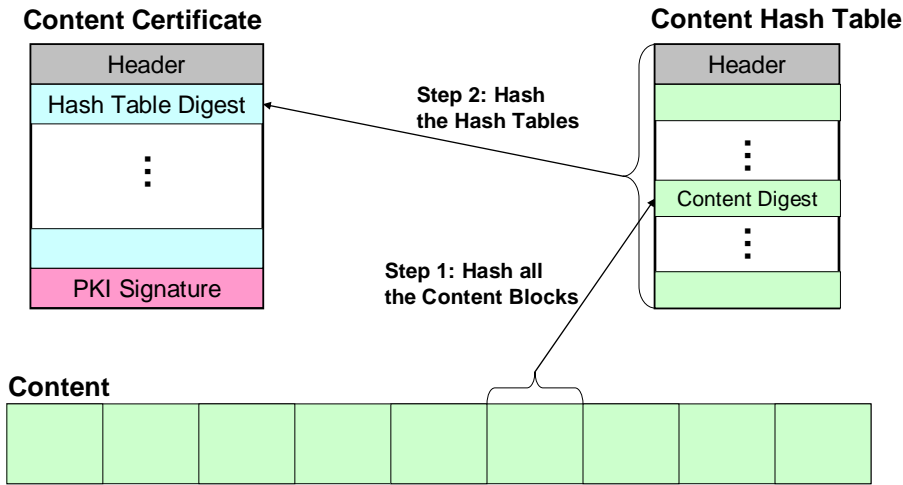 Content Certificate
Header
Hash Table Digest
PKI Signature
Step 2: Hash
the Hash Tables
Content Hash Table
Header
Content Digest
Step 1: Hash all
the Content Blocks
Content